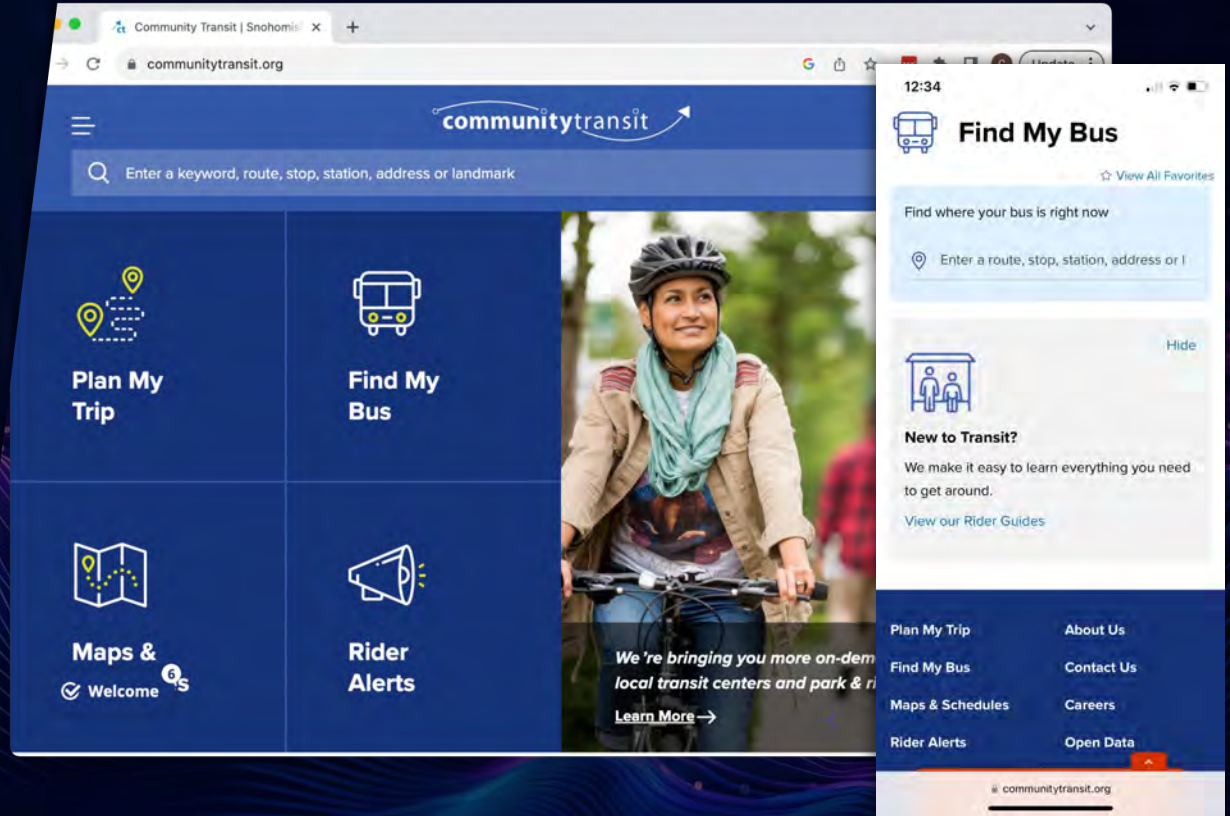 Community Transit | Snohomis
communitytransit.org
Update
communitytransit
Enter a keyword, route, stop, station, address or landmark
Plan My
Trip
Find My
Bus
Maps &
6
Welcome
s
Rider
Alerts
We're bringing you more on-dem
local transit centers and park & ri
Learn More
12:34
Find My Bus
View All Favorites
Find where your bus is right now
Enter a route, stop, station, address or l
Hide
New to Transit?
We make it easy to learn everything you need
to get around.
View our Rider Guides
Plan My Trip
About Us
Find My Bus
Contact Us
Maps & Schedules
Careers
Rider Alerts
Open Data
communitytransit.org